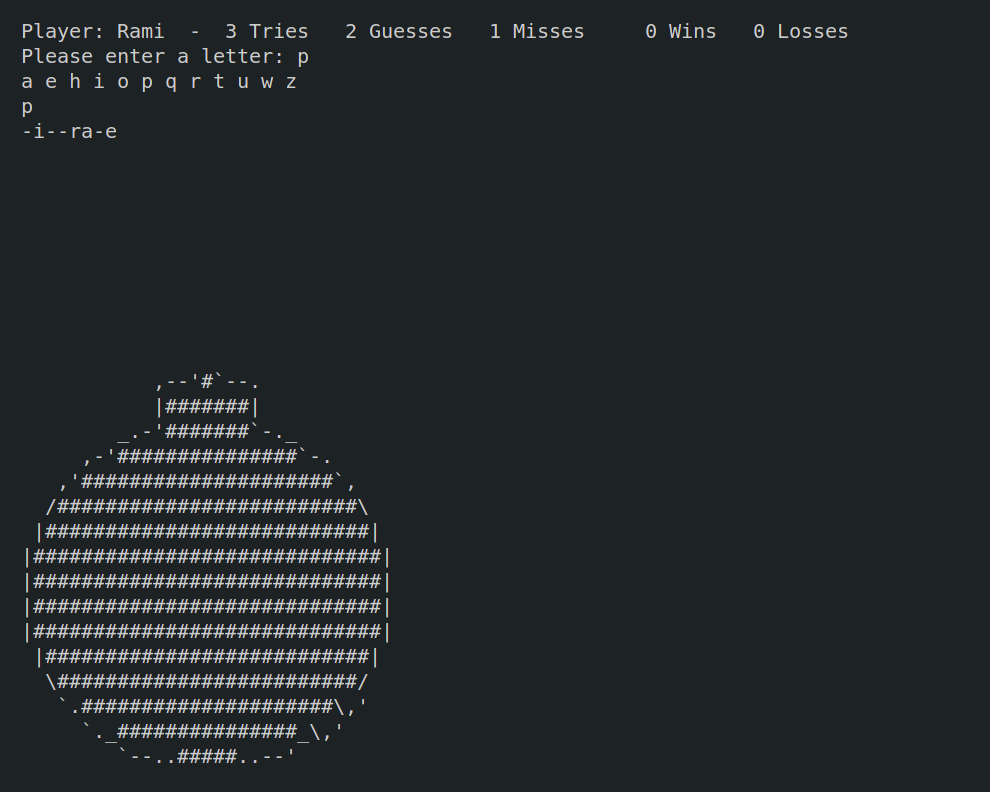 Player: Rami  -  3 Tries   2 Guesses   1 Misses     0 Wins   0 Losses
Please enter a letter: p
a e h i o p q r t u w z
p
-i--ra-e